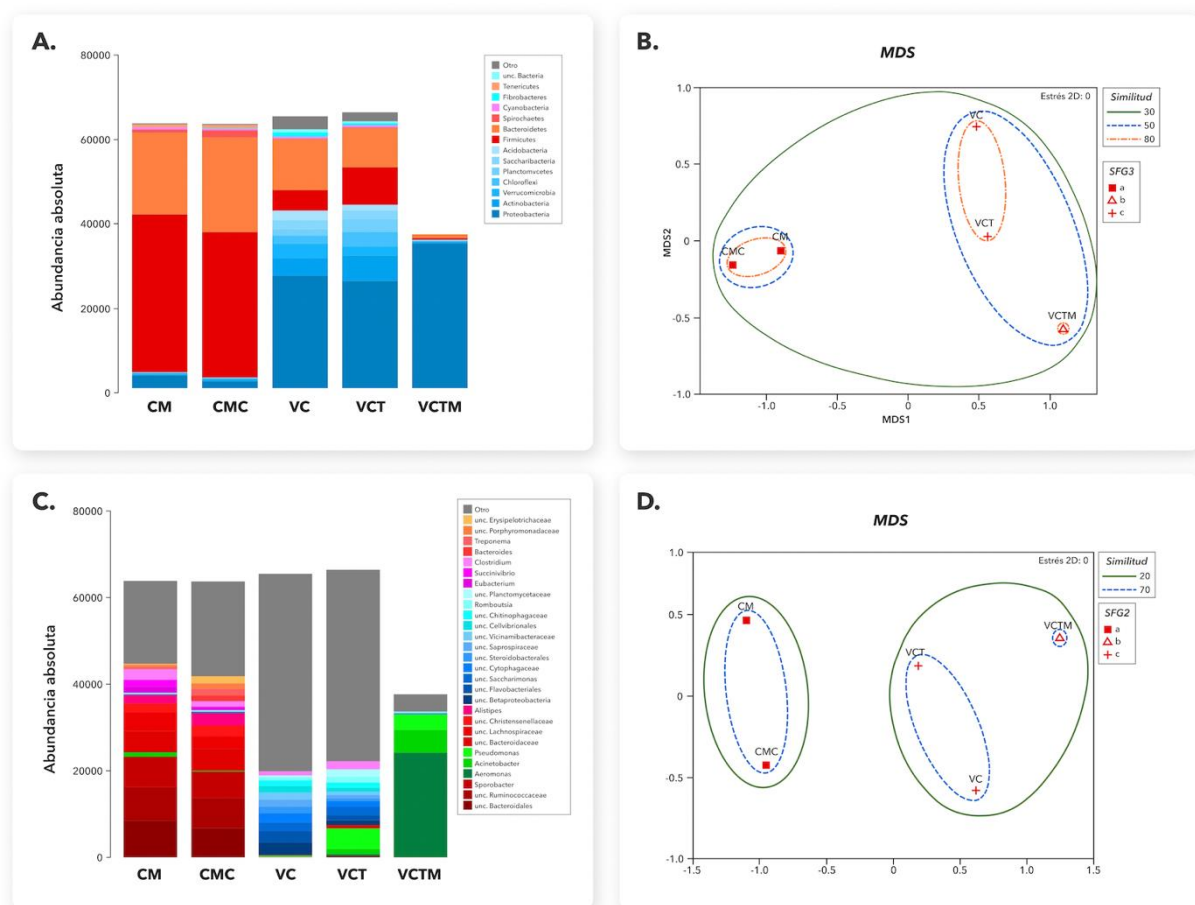 A.
80000
60000
40000
20000
0
Abundancia absoluta
CM
CMC
VC
VCT
VCTM
Otro
unc. Bacteria
Tenericutes
Fibrobacteres
Cyanobacteria
Spirochaetes
Bacteroidetes
Firmicutes
Acidobacteria
Saccharibacteria
Planctomycetes
Chloroflexi
Verrucomicrobia
Actinobacteria
Proteobacteria
B.
MDS
Estrés 2D: 0
1.0
0.5
0
-0.5
-1.0
MDS2
-1.0
-0.5
0
0.5
1.0
MDS1
VC
VCT
CM
CMC
VCTM
Similitud
30
50
80
SFG3
a
b
c
C.
80000
60000
40000
20000
0
Abundancia absoluta
CM
CMC
VC
VCT
VCTM
Otro
unc. Erysipelotrichaceae
unc. Porphyromonadaceae
Treponema
Bacteroides
Clostridium
Succinivibrio
Eubacterium
unc. Planctomycetaceae
Romboutsia
unc. Chitinophagaceae
unc. Cellvibrionales
unc. Vicinamibacteraceae
unc. Saprospiraceae
unc. Steroidobacterales
unc. Cytophagaceae
unc. Saccharimonas
unc. Flavobacteriales
unc. Betaproteobacteria
Alistipes
unc. Christensenellaceae
unc. Lachnospiraceae
unc. Bacteroidaceae
Pseudomonas
Acinetobacter
Aeromonas
Sporobacter
unc. Ruminococcaceae
unc. Bacteroidales
D.
MDS
Estrés 2D: 0
1.0
0.5
0
-0.5
-1.0
-1.5
-1.0
0
0.5
1.0
1.5
CM
CMC
VCT
VC
VCTM
Similitud
20
70
SFG2
a
b
c